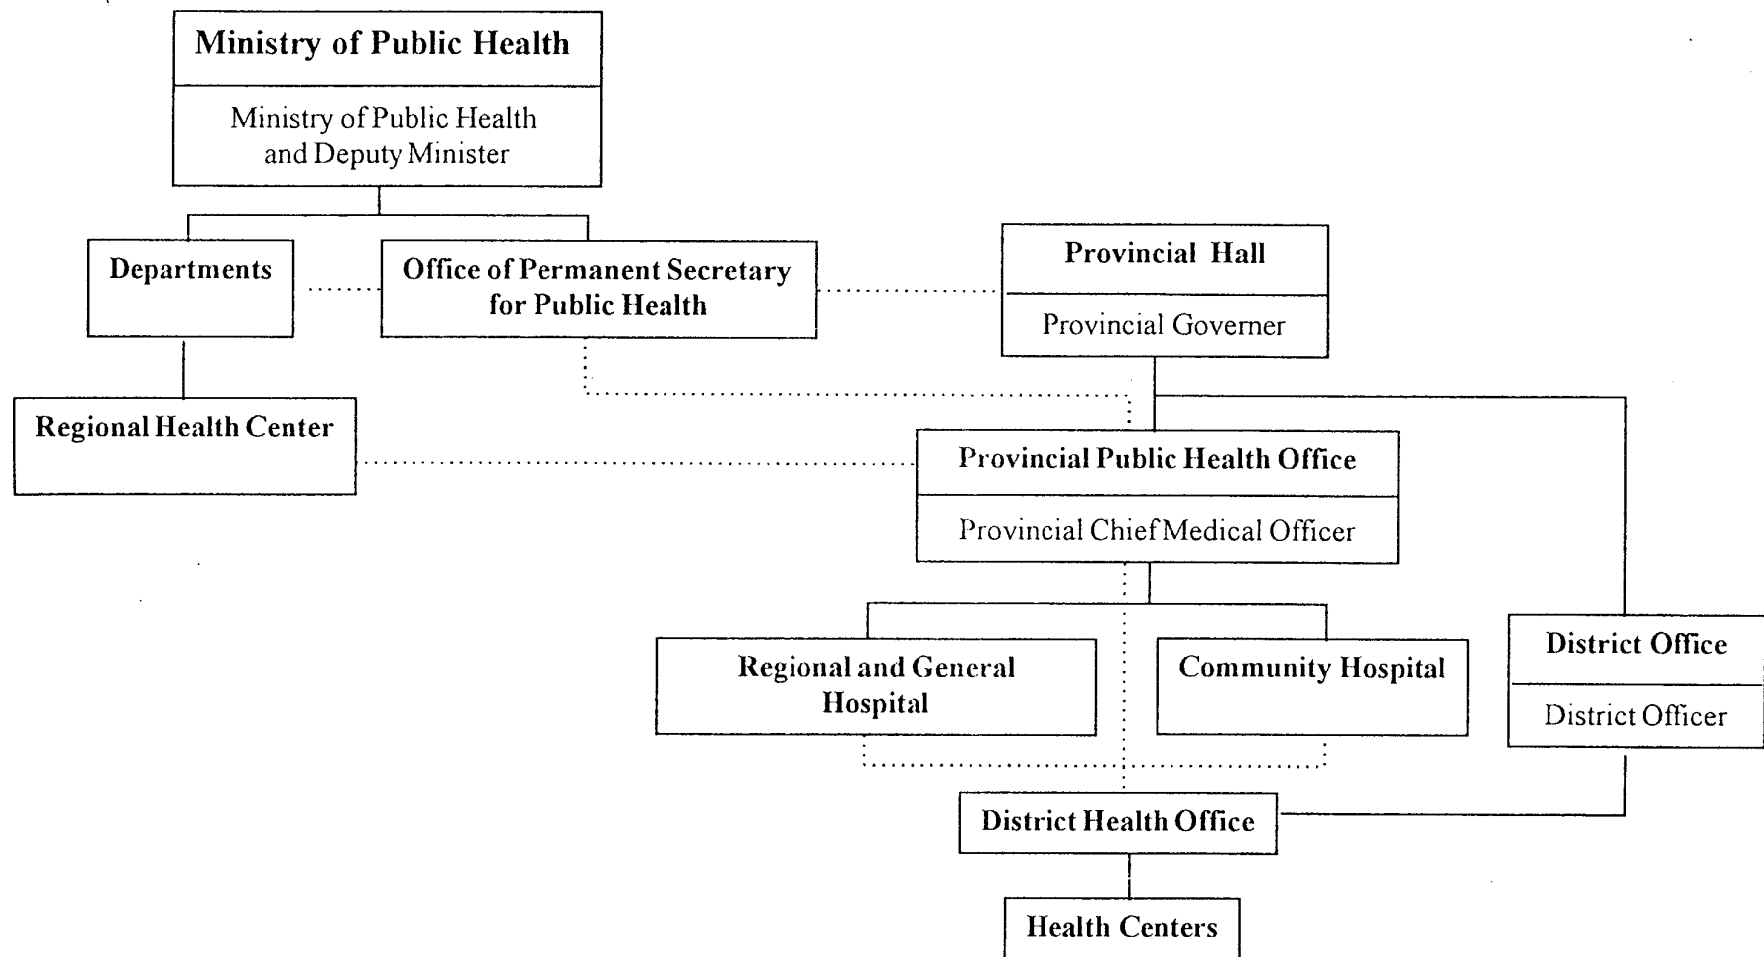 Ministry of Public Health
Ministry of Public Health
and Deputy Minister
Departments
Office of Permanent Secretary
for Public Health
Provincial Hall
Provincial Governer
Regional Health Center
Provincial Public Health Office
Provincial Chief Medical Officer
Regional and General
Hospital
Community Hospital
District Office
District Officer
District Health Office
Health Centers